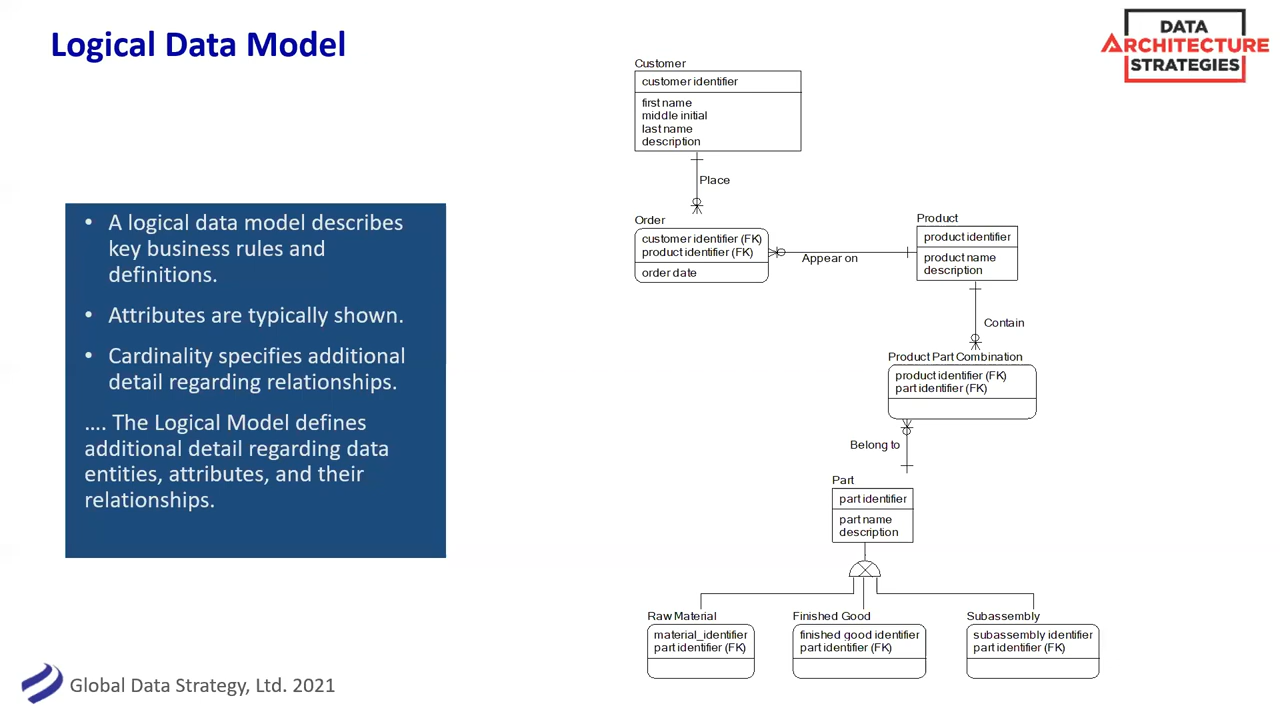 Logical Data Model
DATA
ARCHITECTURE
STRATEGIES
• A logical data model describes
key business rules and
definitions.
• Attributes are typically shown.
• Cardinality specifies additional
detail regarding relationships.
.... The Logical Model defines
additional detail regarding data
entities, attributes, and their
relationships.
Customer
customer identifier
first name
middle initial
last name
description
Place
Order
customer identifier (FK)
product identifier (FK)
order date
Appear on
Product
product identifier
product name
description
Contain
Product Part Combination
product identifier (FK)
part identifier (FK)
Belong to
Part
part identifier
part name
description
Raw Material
material_identifier
part identifier (FK)
Finished Good
finished good identifier
part identifier (FK)
Subassembly
subassembly identifier
part identifier (FK)
Global Data Strategy, Ltd. 2021